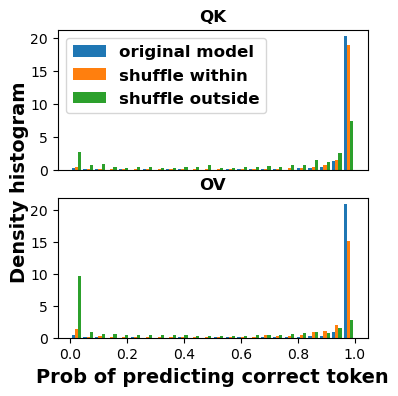 QK
20
15
10
5
0
original model
shuffle within
shuffle outside
OV
20
15
10
5
0
0.0 0.2 0.4 0.6 0.8 1.0
Density histogram
Prob of predicting correct token